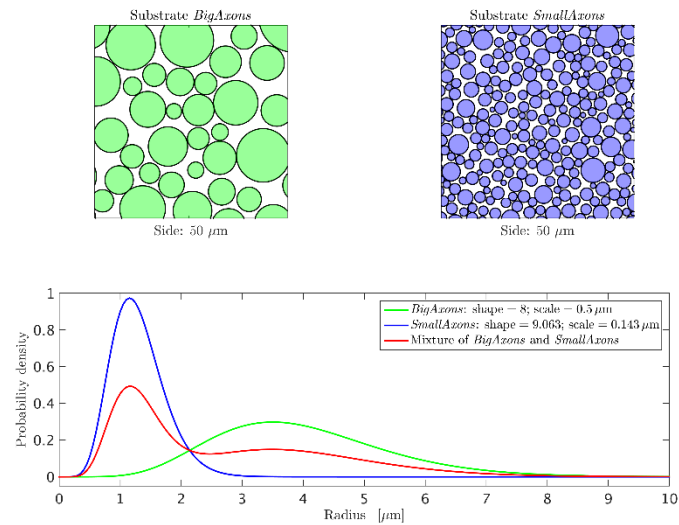 Substrate BigAxons
Substrate SmallAxons
Side: 50 μm
Side: 50 μm
Probability density
1
0.8
0.6
0.4
0.2
0
BigAxons: shape = 8; scale = 0.5 μm
SmallAxons: shape = 9.063; scale = 0.143 μm
Mixture of BigAxons and SmallAxons
0 1 2 3 4 5 6 7 8 9 10
Radius [μm]